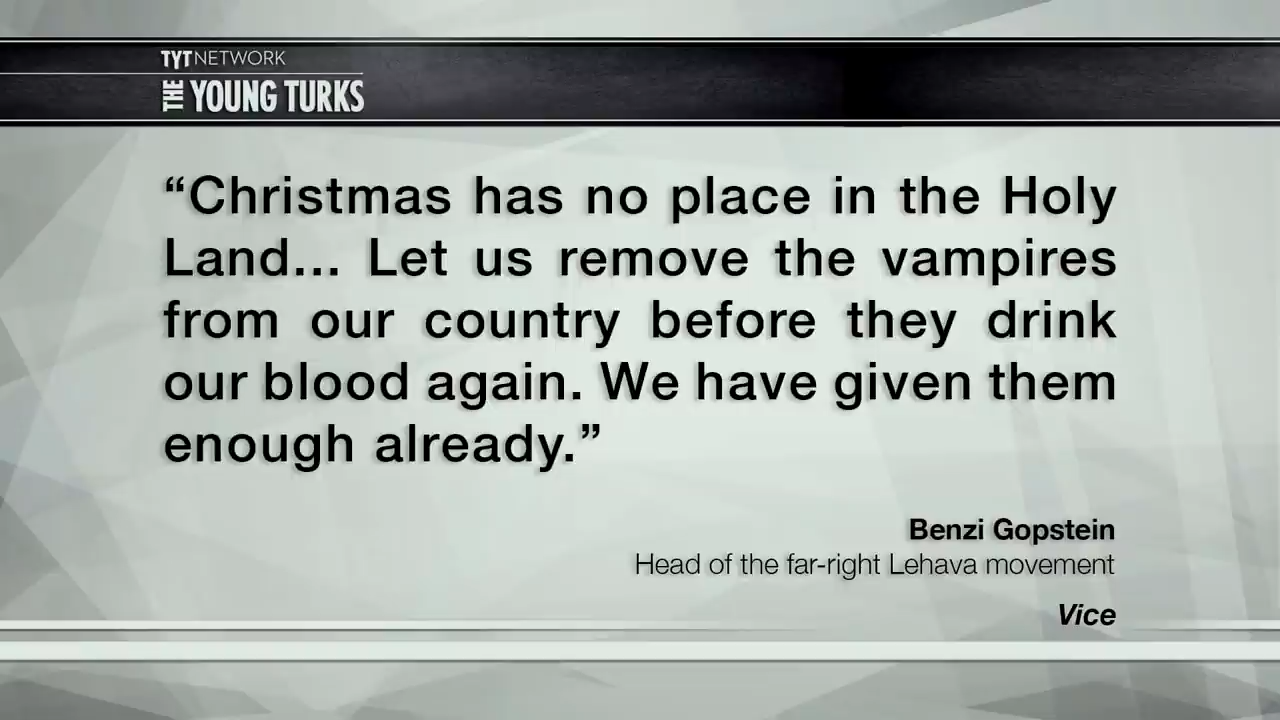 TYT NETWORK
THE YOUNG TURKS
“Christmas has no place in the Holy
Land... Let us remove the vampires
from our country before they drink
our blood again. We have given them
enough already.”
Benzi Gopstein
Head of the far-right Lehava movement
Vice